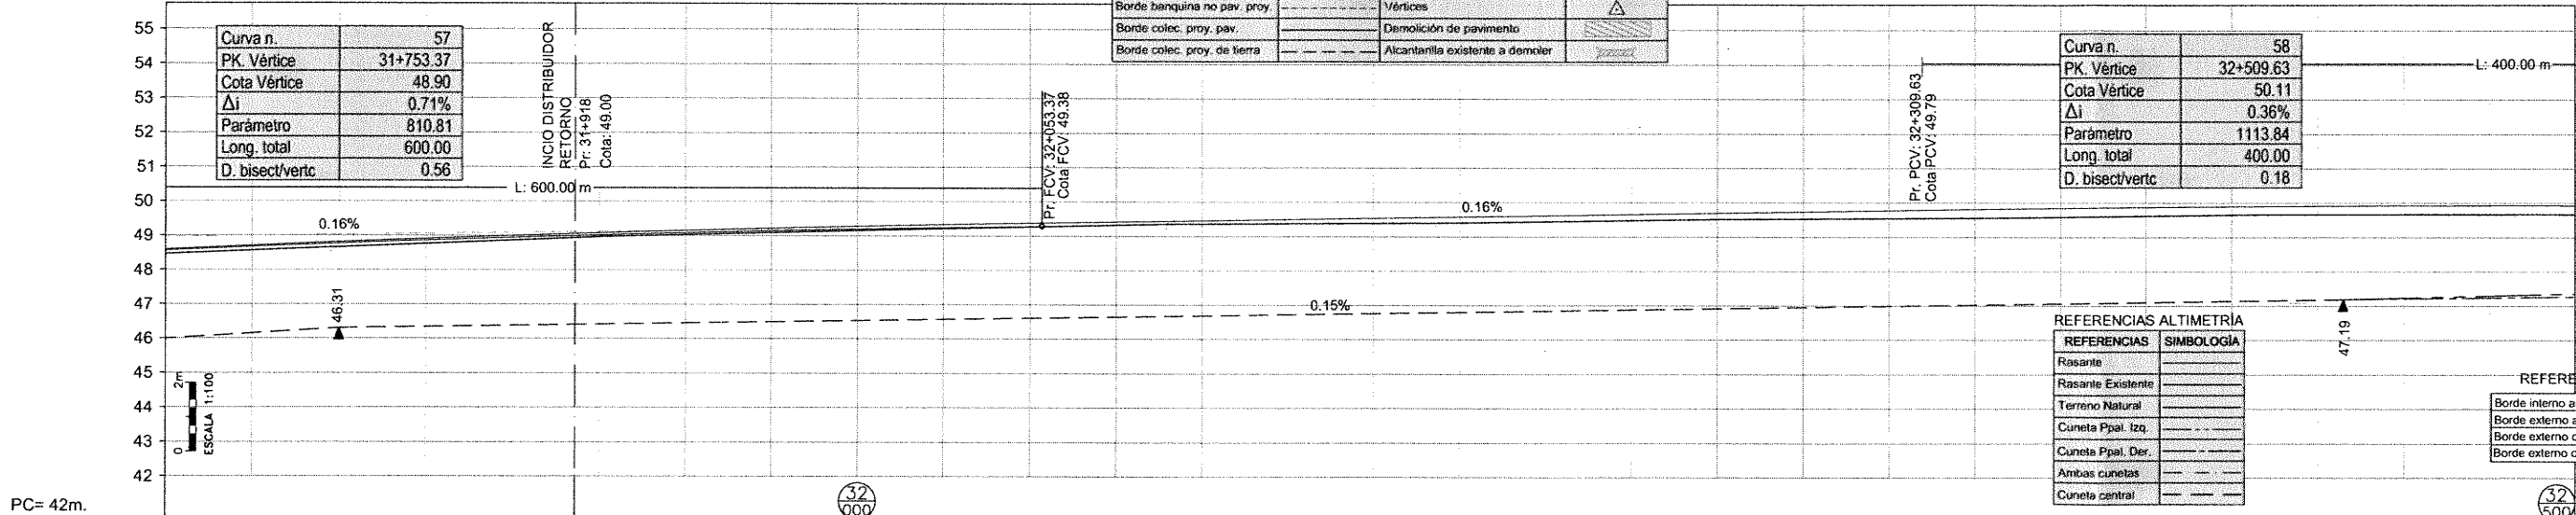 55
54
53
52
51
50
49
48
47
46
45
44
43
42
PC= 42m.
Curva n. 57
PK. Vértice 31+753.37
Cota Vértice 48.90
Δi 0.71%
Parámetro 810.81
Long. total 600.00
D. bisect/vertc 0.56
INCIO DISTRIBUIDOR
RETORNO
Pr: 31+918
Cota: 49.00
L: 600.00 m
0.16%
46.31
2m
0
ESCALA 1:100
Borde banquina no pav. proy. Vértices
Borde colec. proy. pav. Demolición de pavimento
Borde colec. proy. de tierra Alcantarilla existente a demoler
Pr. FCV: 32+053.37
Cota FCV: 49.38
0.16%
0.15%
Pr. PCV: 32+309.63
Cota PCV: 49.79
Curva n. 58
PK. Vértice 32+509.63
Cota Vértice 50.11
Δi 0.36%
Parámetro 1113.84
Long. total 400.00
D. bisect/vertc 0.18
L: 400.00 m
47.19
REFERENCIAS ALTIMETRÍA
REFERENCIAS SIMBOLOGÍA
Rasante
Rasante Existente
Terreno Natural
Cuneta Ppal. Izq.
Cuneta Ppal. Der.
Ambas cunetas
Cuneta central
REFERE
Borde interno a
Borde externo a
Borde externo c
Borde externo c
32
000
32
500